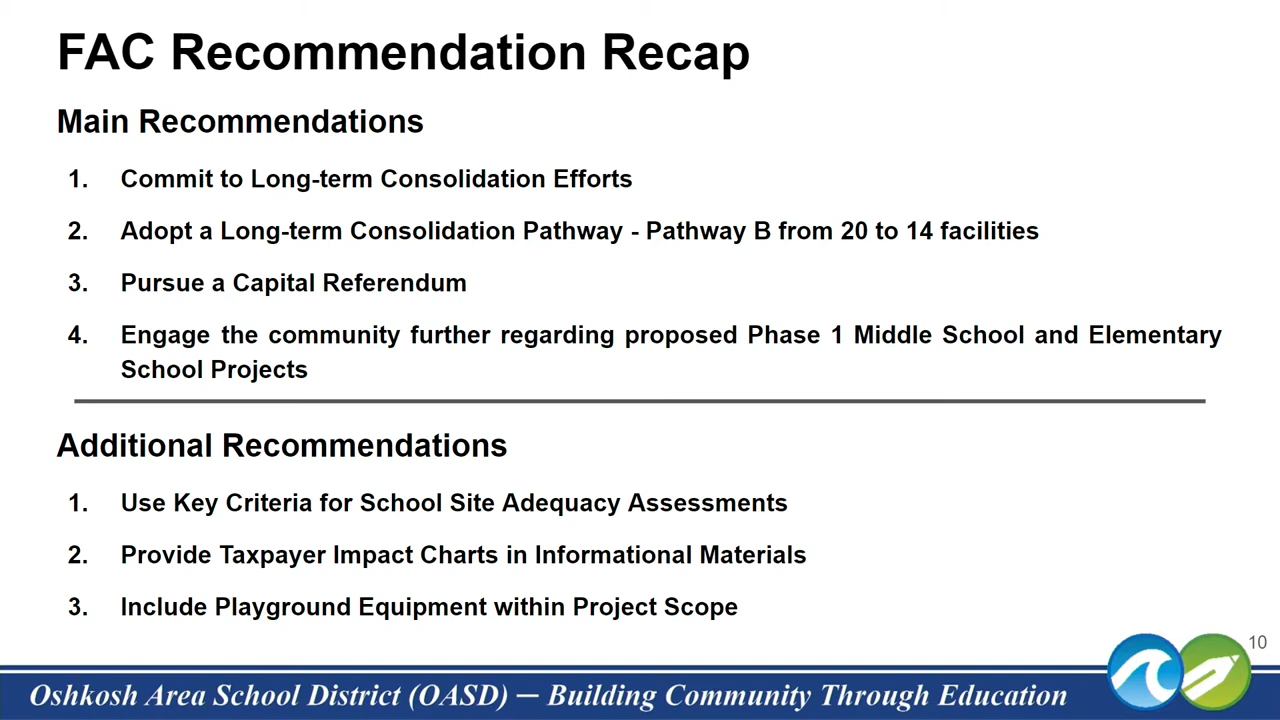 FAC Recommendation Recap
Main Recommendations
1. Commit to Long-term Consolidation Efforts
2. Adopt a Long-term Consolidation Pathway - Pathway B from 20 to 14 facilities
3. Pursue a Capital Referendum
4. Engage the community further regarding proposed Phase 1 Middle School and Elementary
School Projects
Additional Recommendations
1. Use Key Criteria for School Site Adequacy Assessments
2. Provide Taxpayer Impact Charts in Informational Materials
3. Include Playground Equipment within Project Scope
10
Oshkosh Area School District (OASD) — Building Community Through Education